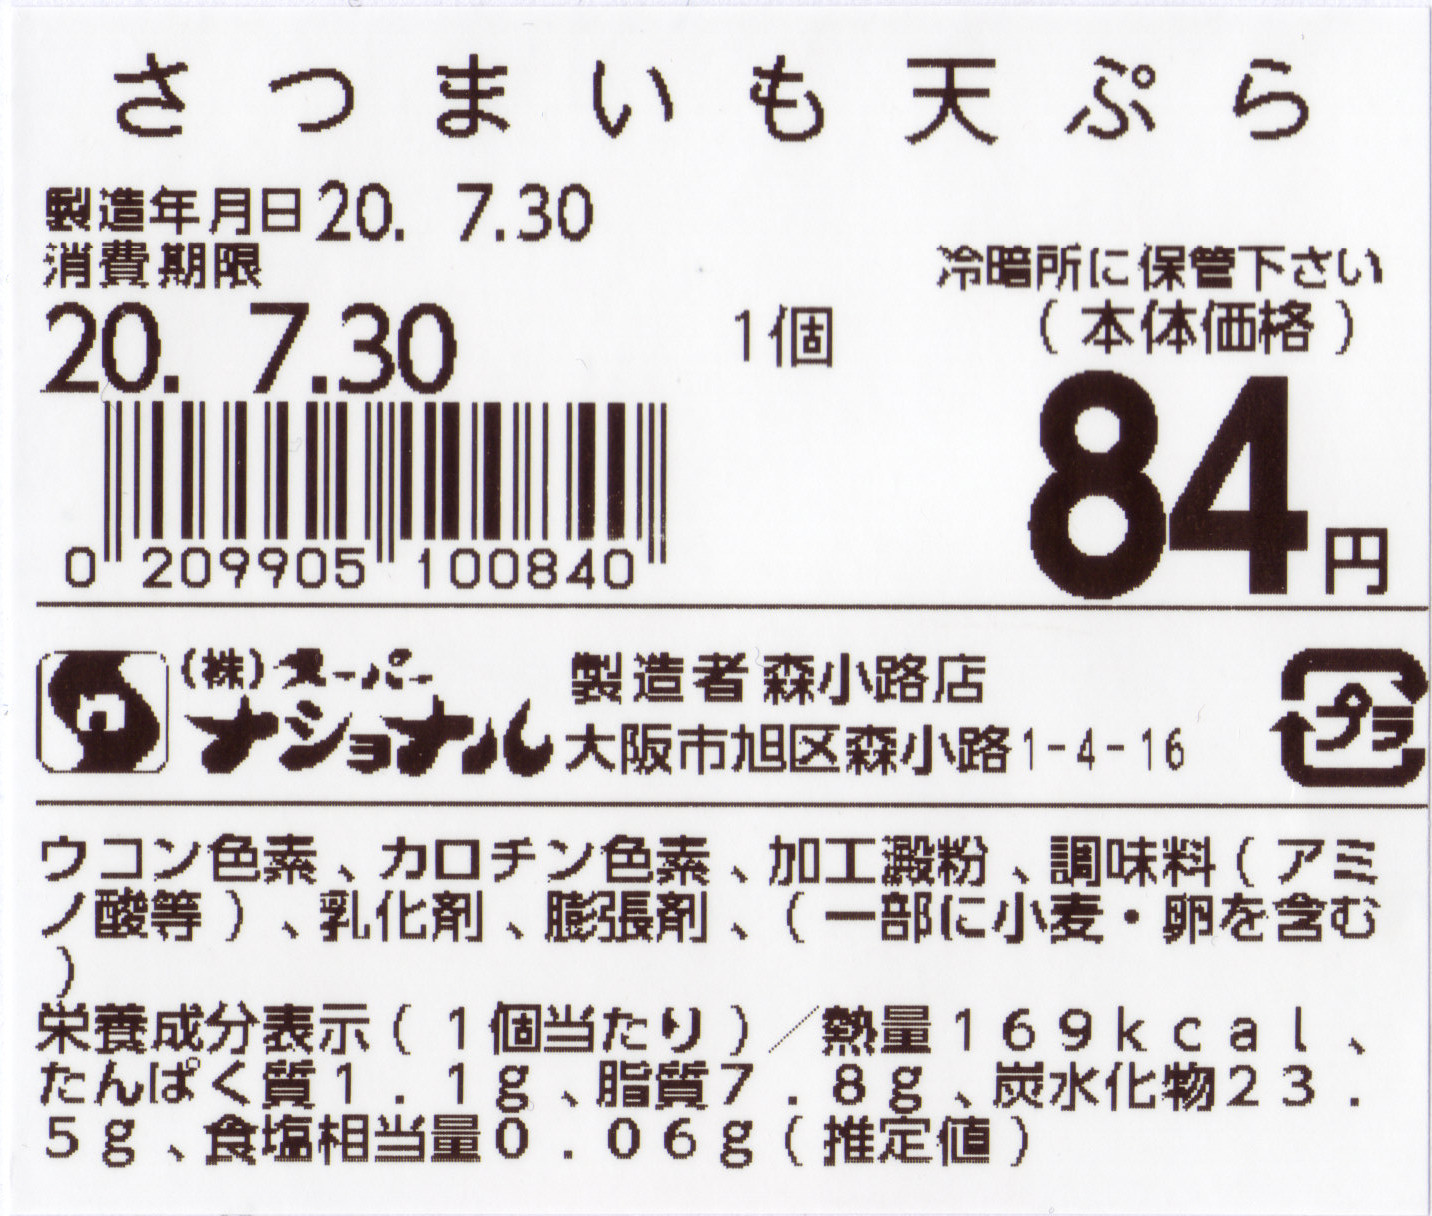 さつまいも天ぷら
製造年月日20. 7.30
消費期限
20. 7.30
1個
冷暗所に保管下さい
(本体価格)
84円
0 209905 100840
(株)スーパーナショナル
製造者 森小路店
大阪市旭区森小路1-4-16
プラ
ウコン色素、カロチン色素、加工澱粉、調味料(アミ
ノ酸等)、乳化剤、膨張剤、(一部に小麦・卵を含む
)
栄養成分表示(1個当たり)/熱量169kcal、
たんぱく質1.1g、脂質7.8g、炭水化物23.
5g、食塩相当量0.06g(推定値)